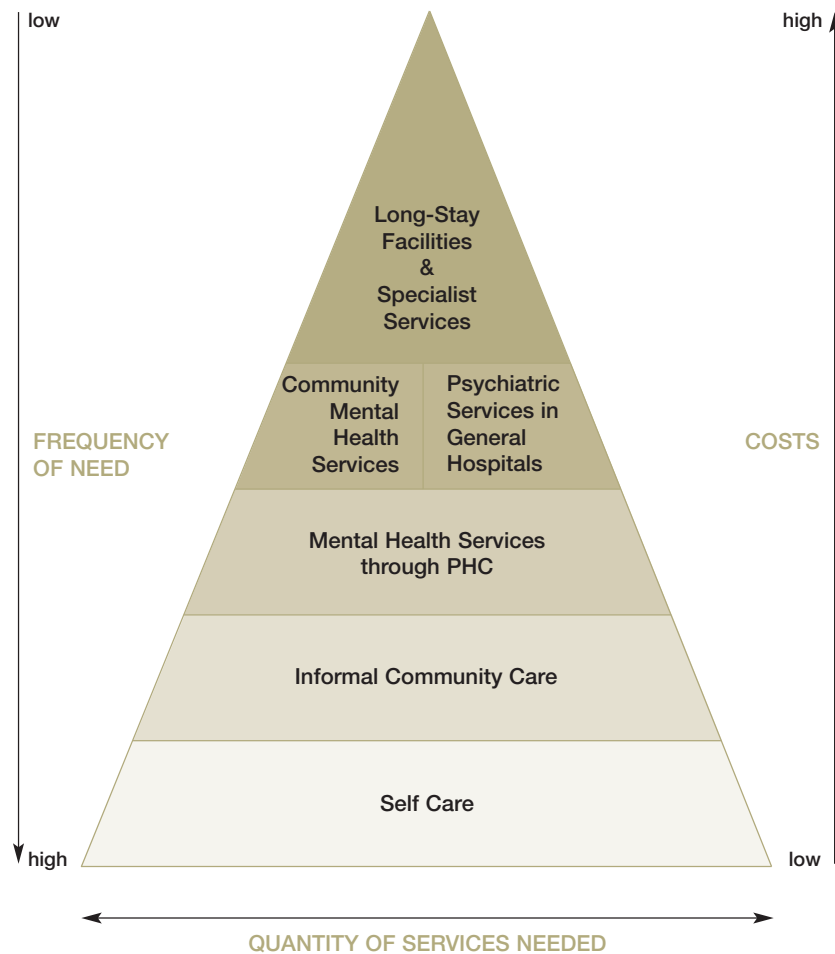 low
high
Long-Stay
Facilities
&
Specialist
Services
Community
Mental
Health
Services
Psychiatric
Services in
General
Hospitals
FREQUENCY
OF NEED
COSTS
Mental Health Services
through PHC
Informal Community Care
Self Care
high
low
QUANTITY OF SERVICES NEEDED